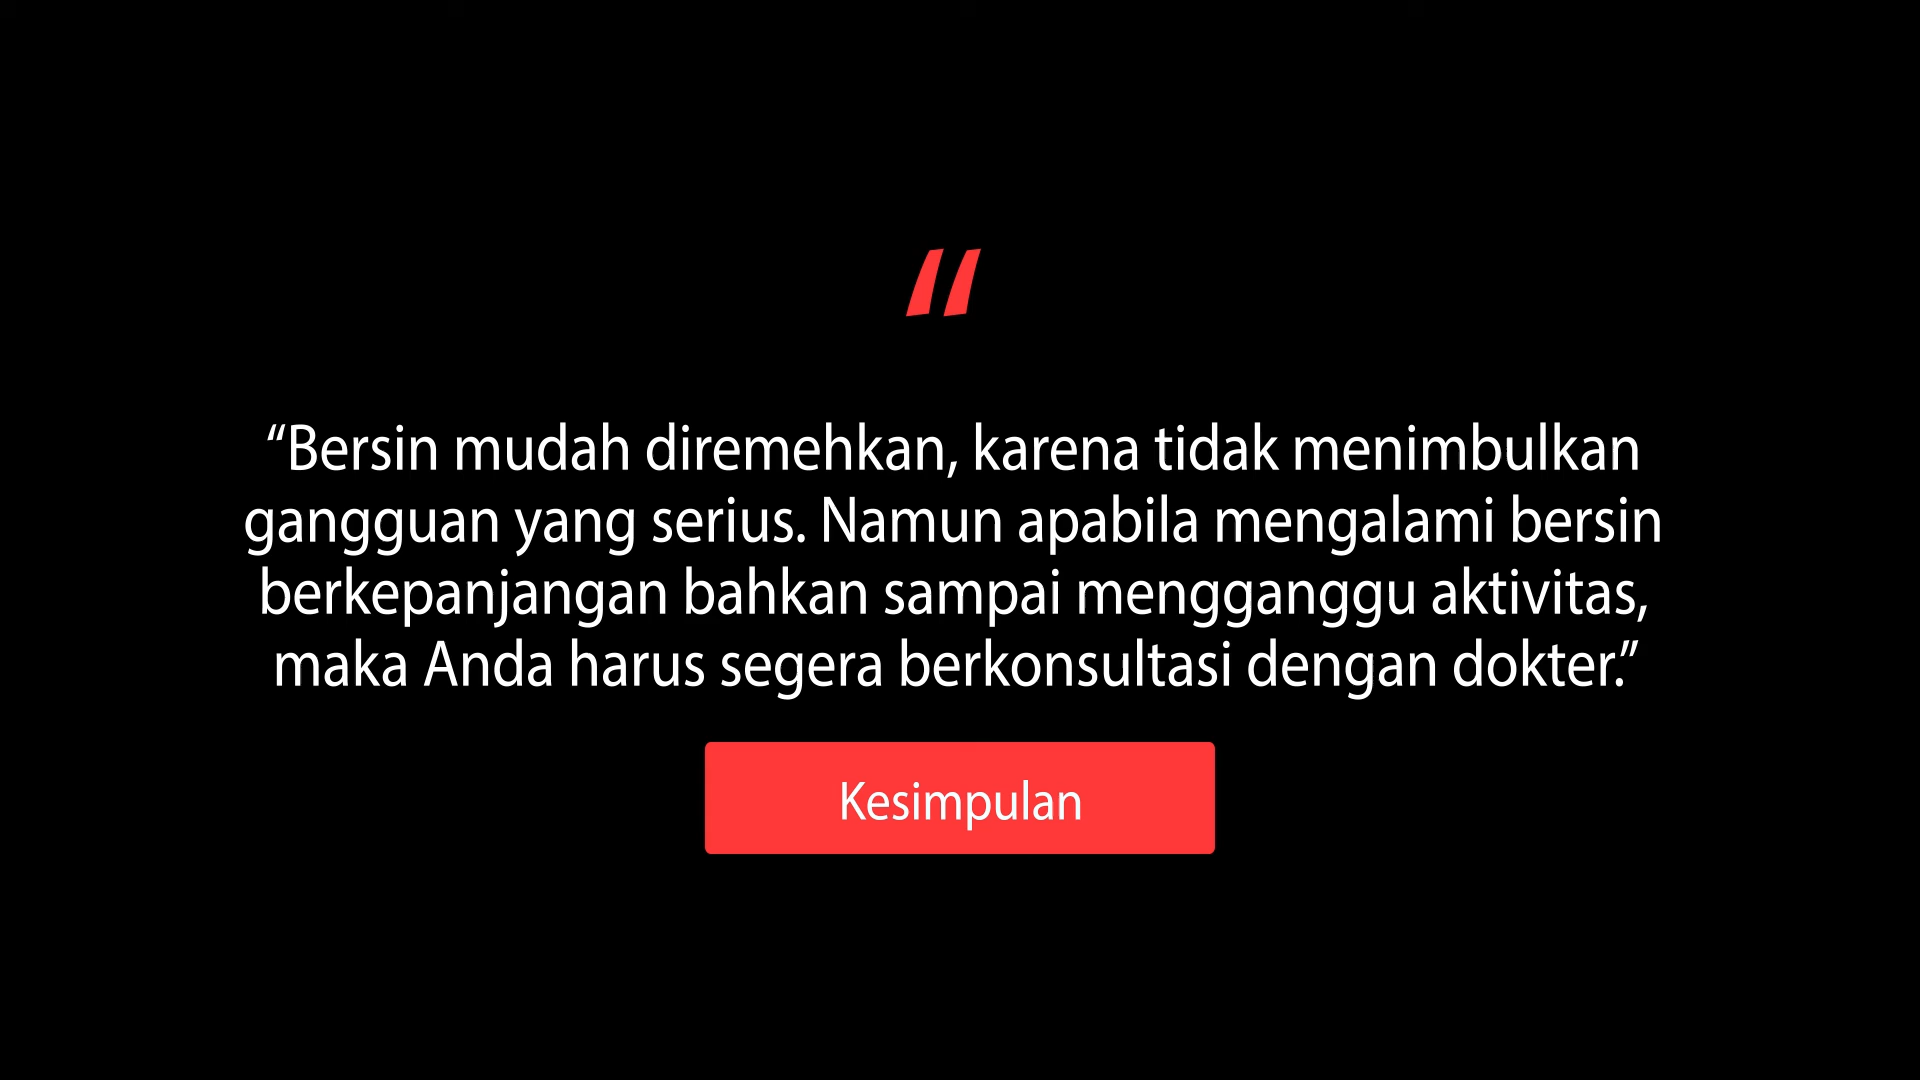 “
“Bersin mudah diremehkan, karena tidak menimbulkan
gangguan yang serius. Namun apabila mengalami bersin
berkepanjangan bahkan sampai mengganggu aktivitas,
maka Anda harus segera berkonsultasi dengan dokter.”
Kesimpulan